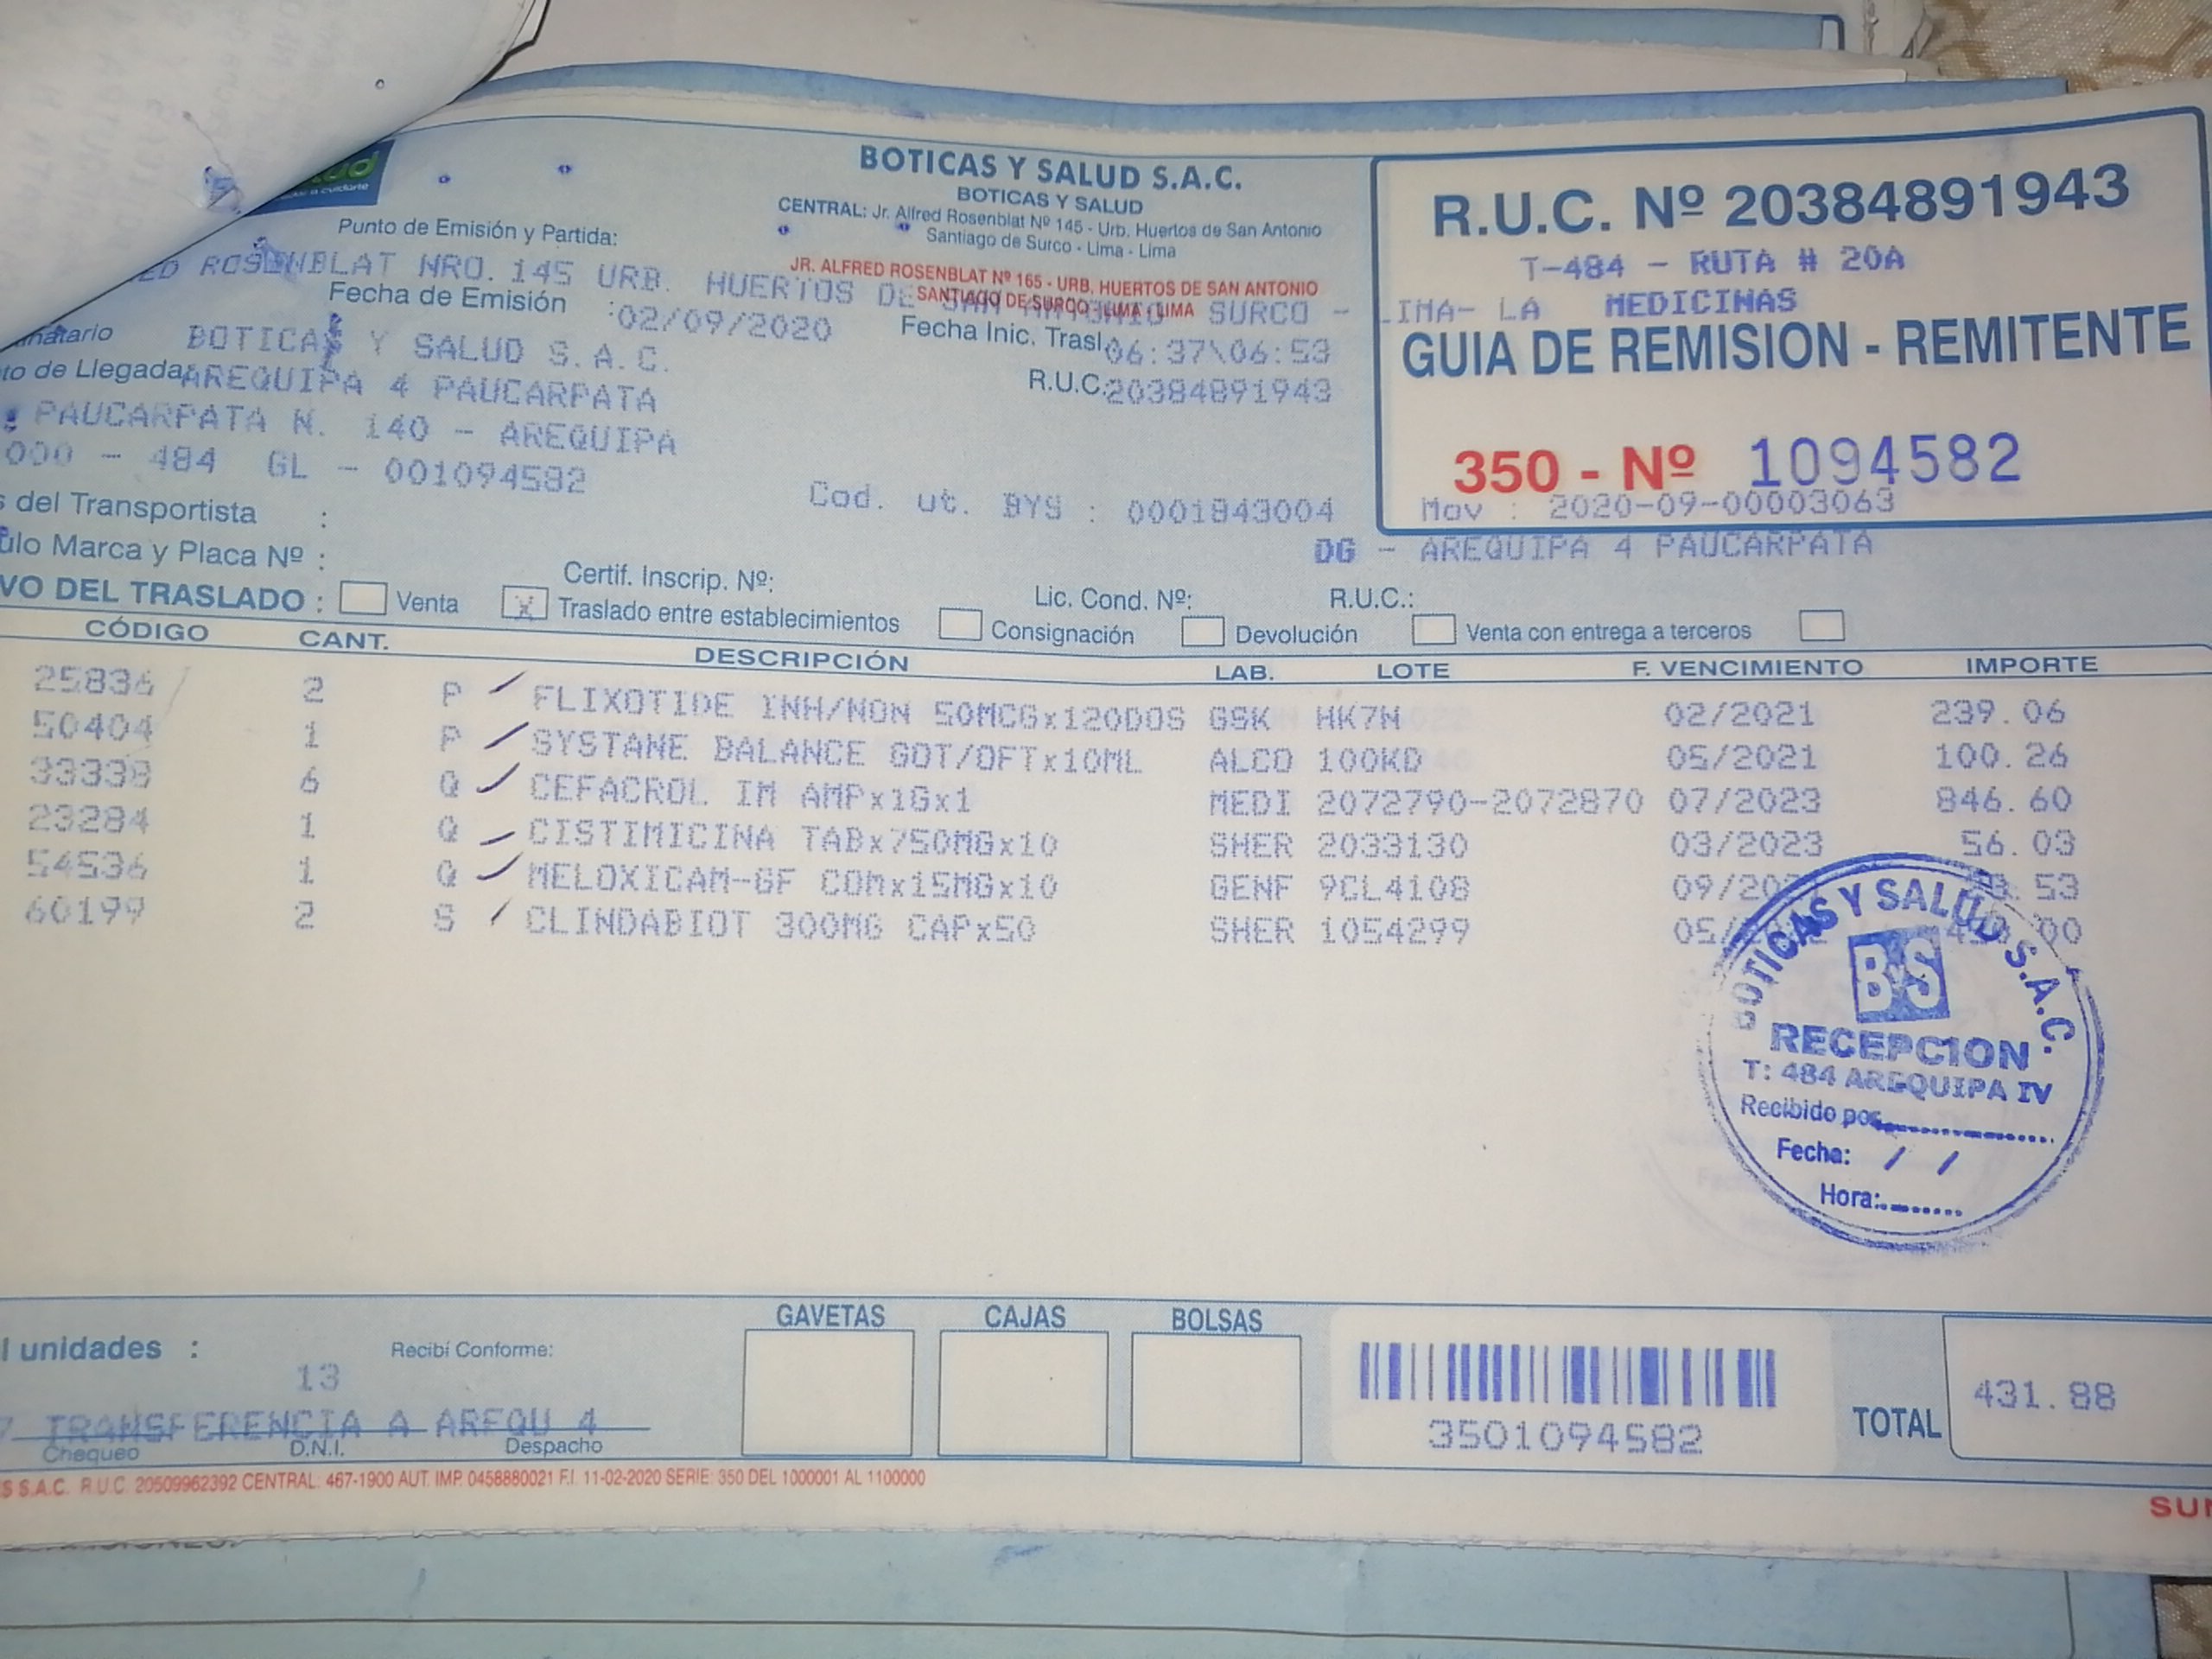 BOTICAS Y SALUD S.A.C.
BOTICAS Y SALUD
CENTRAL: Jr. Alfred Rosenblat Nº 145 - Urb. Huertos de San Antonio
Santiago de Surco - Lima - Lima
JR. ALFRED ROSENBLAT Nº 165 - URB. HUERTOS DE SAN ANTONIO
SANTIAGO DE SURCO - LIMA - LIMA
R.U.C. Nº 20384891943
T-484 - RUTA # 20A
MEDICINAS
GUIA DE REMISION - REMITENTE
350 - Nº 1094582
Mov : 2020-09-00003063
Punto de Emisión y Partida:
ROSENBLAT NRO. 145 URB. HUERTOS DE SAN ANTONIO SURCO - LIMA- LA
Fecha de Emisión :02/09/2020 Fecha Inic. Trasl. 06:37\06:53
BOTICAS Y SALUD S.A.C. R.U.C. 20384891943
to de Llegada AREQUIPA 4 PAUCARPATA
PAUCARPATA N. 140 - AREQUIPA
000 - 484 GL - 001094582
Cod. ut. BYS : 0001843004
s del Transportista :
DG - AREQUIPA 4 PAUCARPATA
ulo Marca y Placa Nº :
Certif. Inscrip. Nº: Lic. Cond. Nº: R.U.C.:
VO DEL TRASLADO : Venta X Traslado entre establecimientos Consignación Devolución Venta con entrega a terceros
CÓDIGO CANT. DESCRIPCIÓN LAB. LOTE F. VENCIMIENTO IMPORTE
25836 2 P FLIXOTIDE INH/NON 50MCGx120DOS GSK HK7N 02/2021 239.06
50404 1 P SYSTANE BALANCE GOT/OFTx10ML ALCO 100KD 05/2021 100.26
33338 6 Q CEFACROL IM AMPx1Gx1 MEDI 2072790-2072870 07/2023 846.60
23284 1 Q CISTIMICINA TABx750MGx10 SHER 2033130 03/2023 56.03
54536 1 Q MELOXICAM-GF COMx15MGx10 GENF 9CL4108
60199 2 S CLINDABIOT 300MG CAPx50 SHER 1054299
BOTICAS Y SALUD S.A.C.
BYS
RECEPCION
T: 484 AREQUIPA IV
Recibido por
Fecha: / /
Hora:
l unidades : 13
Recibí Conforme:
GAVETAS CAJAS BOLSAS
3501094582
TOTAL 431.88
TRANSFERENCIA A AREQU 4
Chequeo D.N.I. Despacho
S S.A.C. R.U.C. 20509962392 CENTRAL: 467-1900 AUT. IMP. 0458880021 F.I. 11-02-2020 SERIE: 350 DEL 1000001 AL 1100000